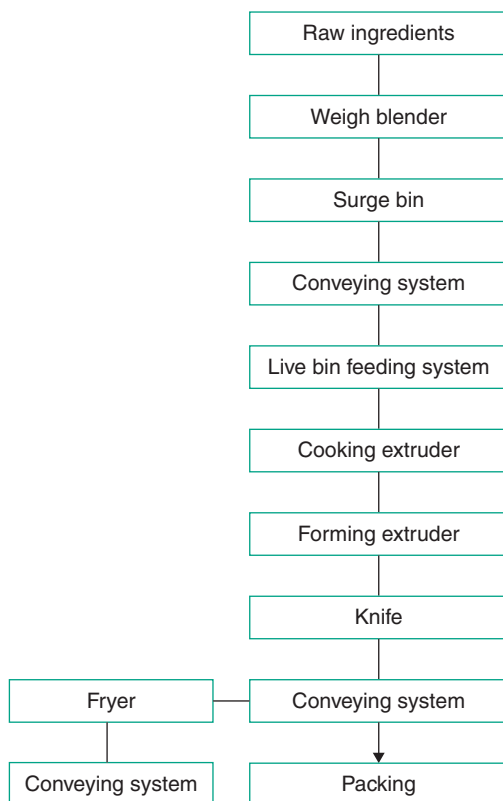 Raw ingredients
Weigh blender
Surge bin
Conveying system
Live bin feeding system
Cooking extruder
Forming extruder
Knife
Fryer
Conveying system
Conveying system
Packing